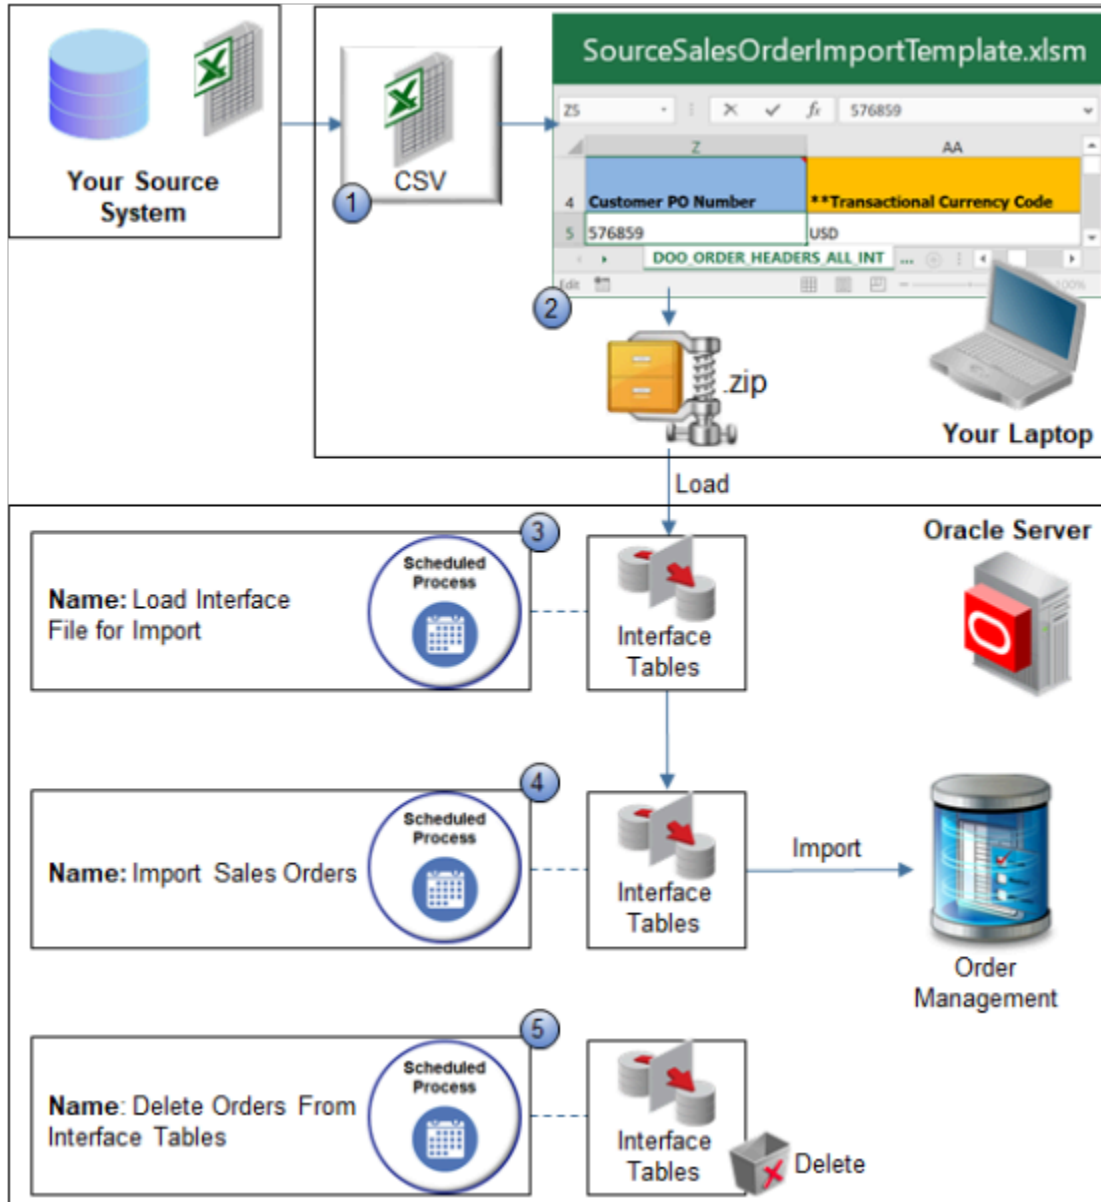 Your Source
System
1
CSV
SourceSalesOrderImportTemplate.xlsm
Z5
fx
576859
Z
AA
4
Customer PO Number
**Transactional Currency Code
5
576859
USD
DOO_ORDER_HEADERS_ALL_INT
...
Edit
100%
2
.zip
Your Laptop
Load
Oracle Server
3
Name: Load Interface
File for Import
Scheduled
Process
Interface
Tables
4
Name: Import Sales Orders
Scheduled
Process
Interface
Tables
Import
Order
Management
5
Name: Delete Orders From
Interface Tables
Scheduled
Process
Interface
Tables
Delete